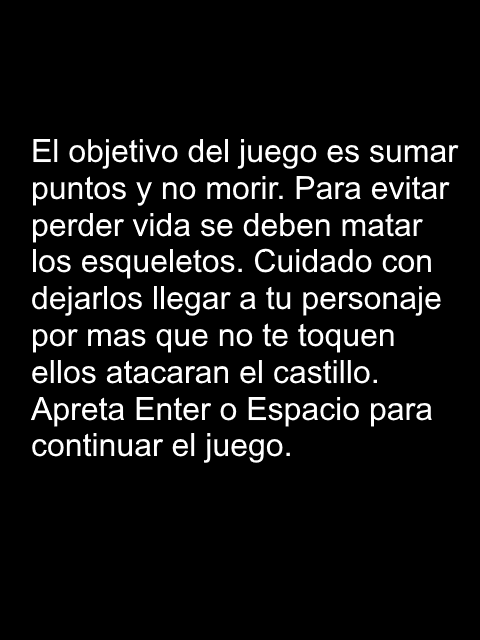 El objetivo del juego es sumar
puntos y no morir. Para evitar
perder vida se deben matar
los esqueletos. Cuidado con
dejarlos llegar a tu personaje
por mas que no te toquen
ellos atacaran el castillo.
Apreta Enter o Espacio para
continuar el juego.